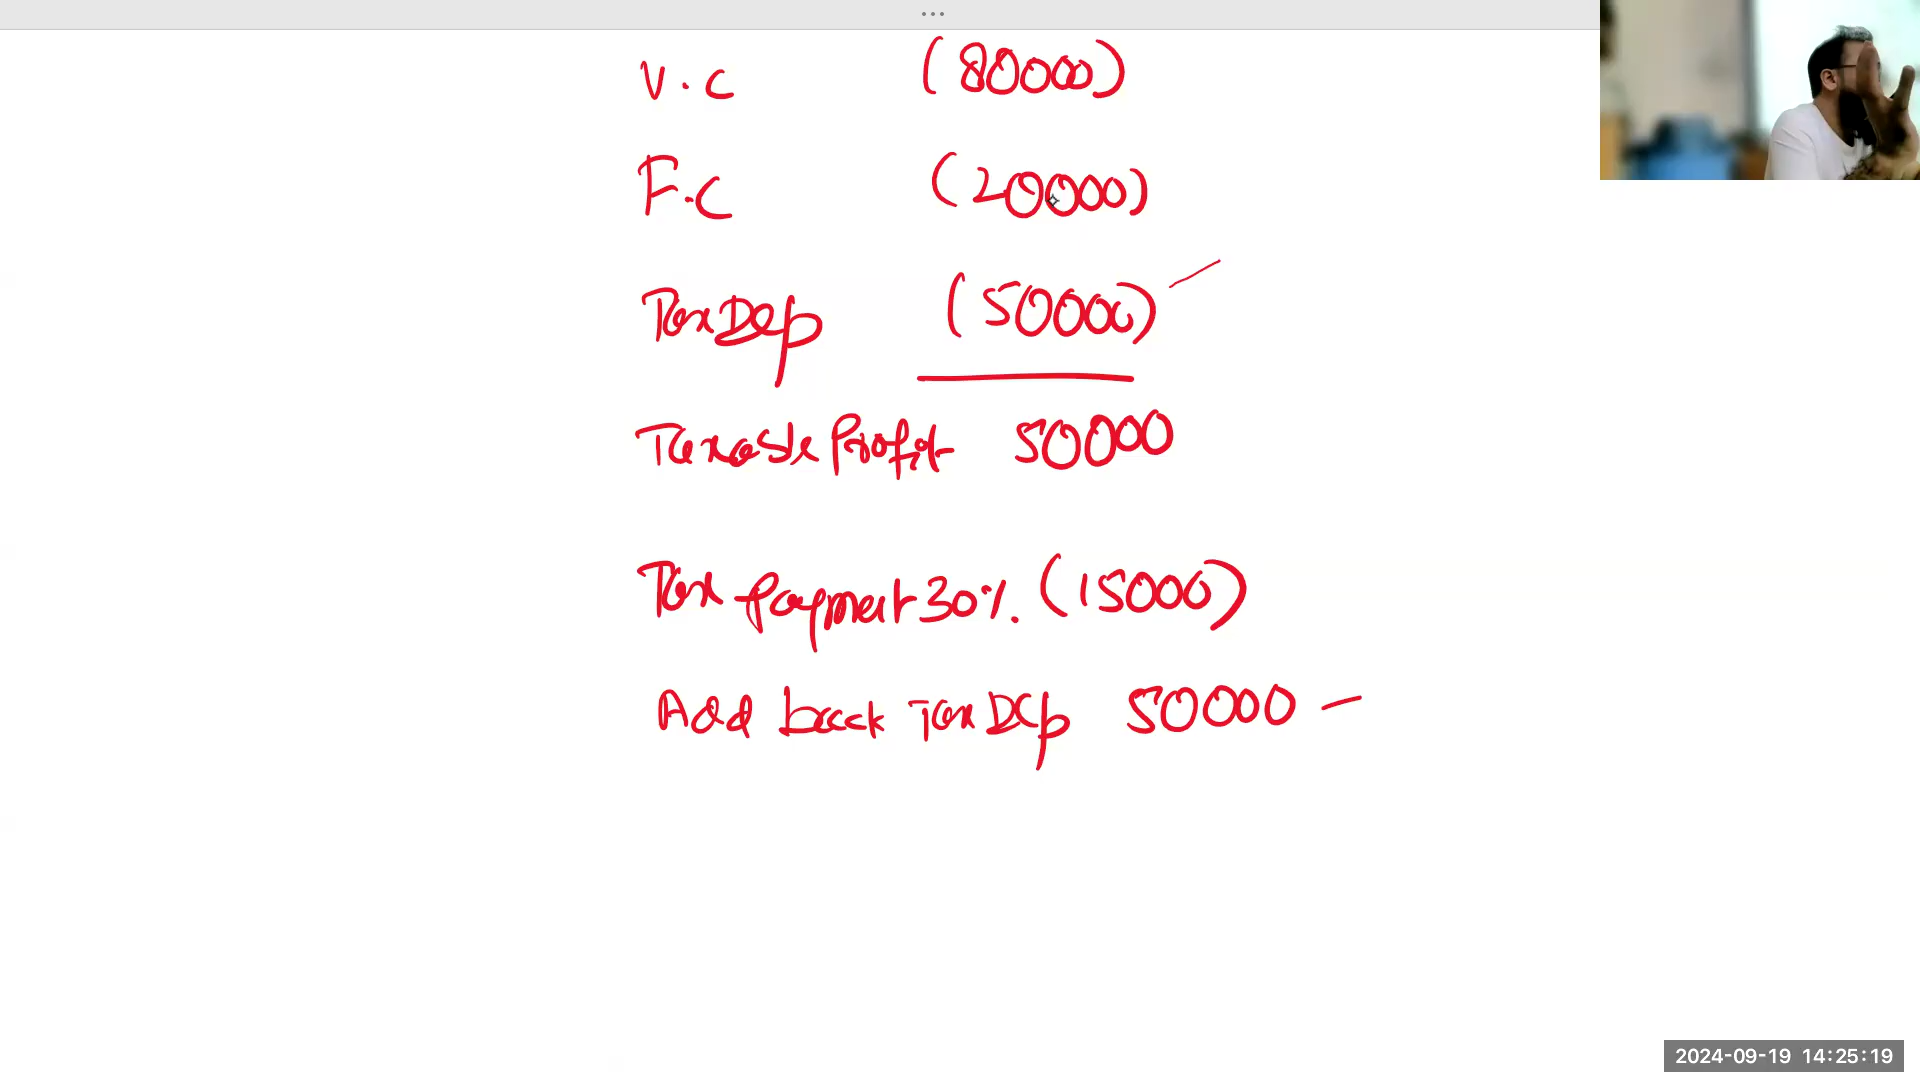 V.C (80000)
F.C (20000)
Tax Dep (50000)
Taxable Profit 50000
Tax payment 30%. (15000)
Add back Tax Dep 50000
2024-09-19 14:25:19